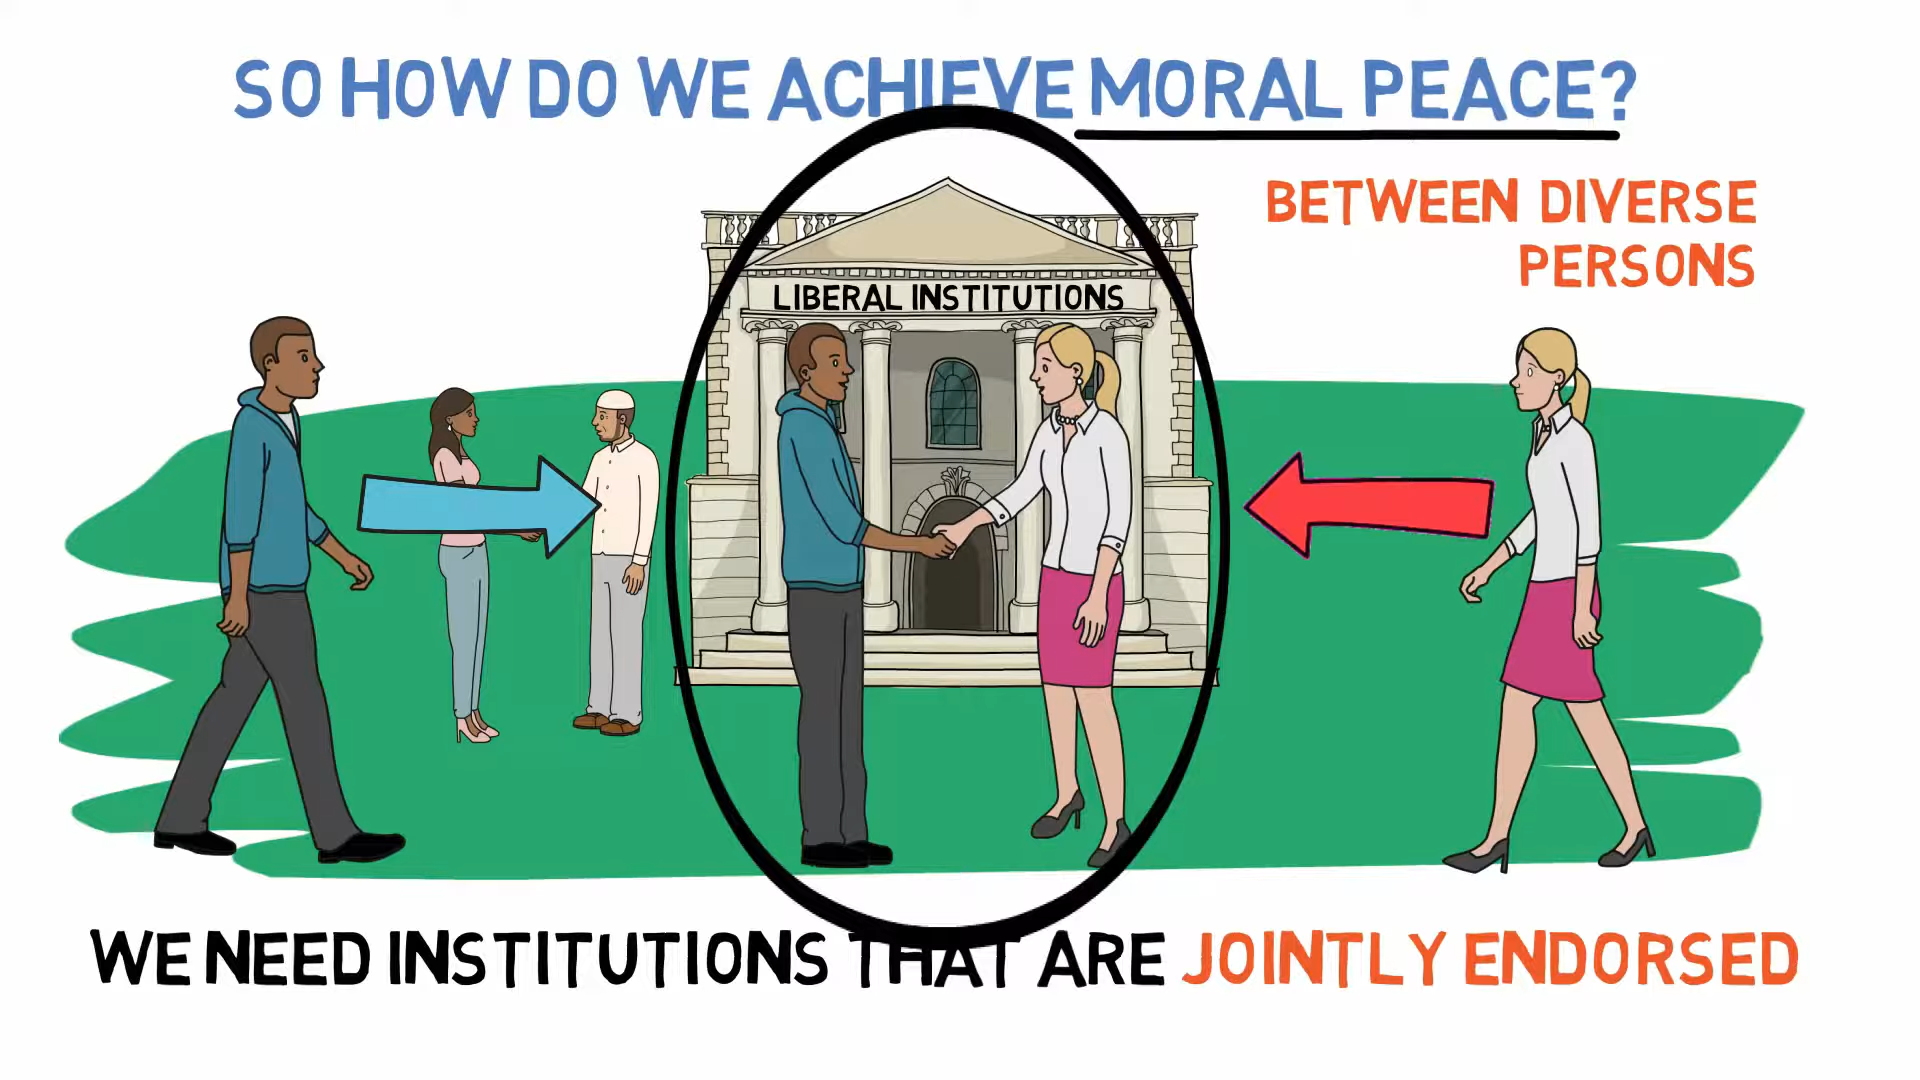 SO HOW DO WE ACHIEVE MORAL PEACE?
BETWEEN DIVERSE
PERSONS
LIBERAL INSTITUTIONS
WE NEED INSTITUTIONS THAT ARE JOINTLY ENDORSED